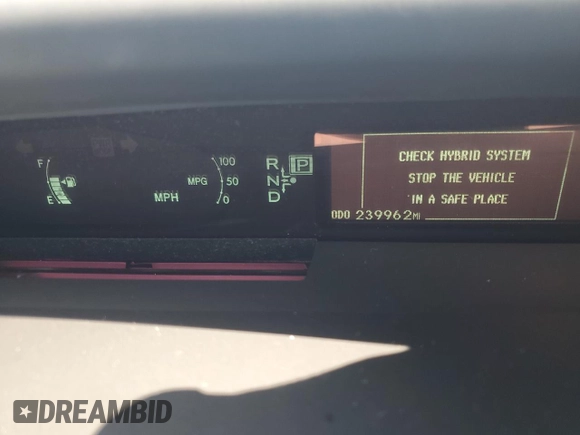 F
E
100
MPG 50
0
MPH
R P
N
D
CHECK HYBRID SYSTEM
STOP THE VEHICLE
IN A SAFE PLACE
ODO 239962MI
DREAMBID